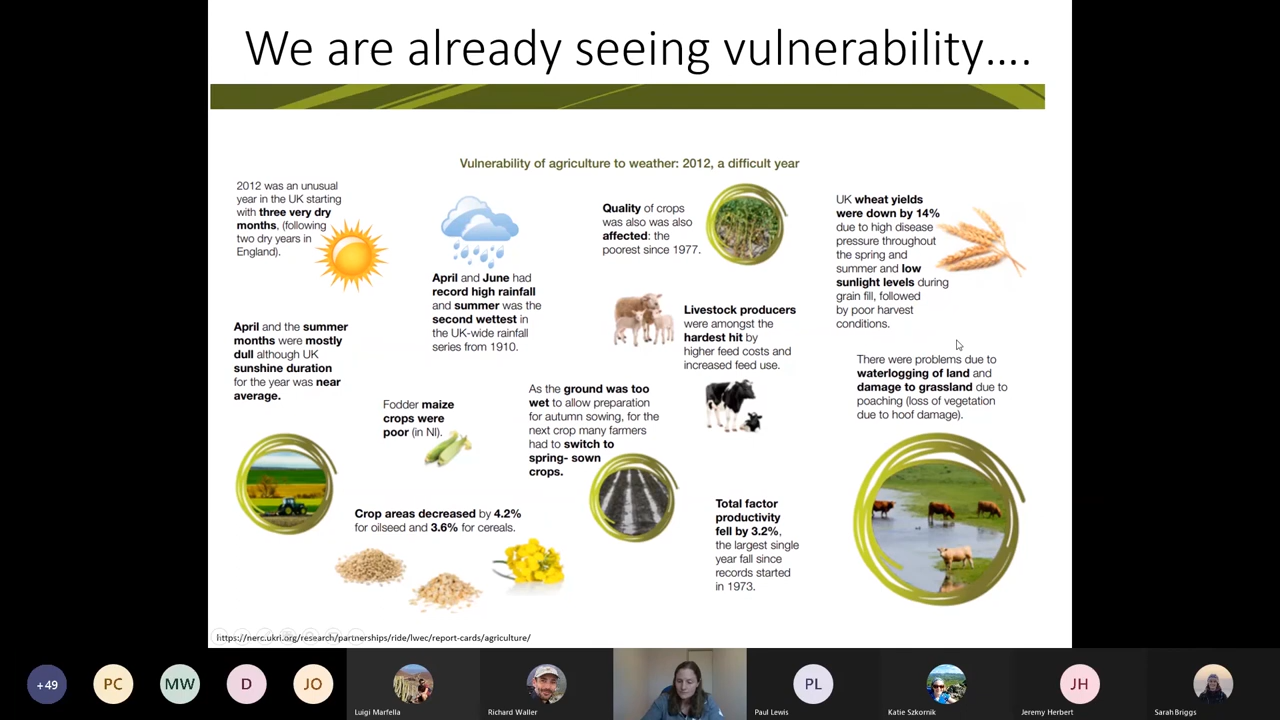 We are already seeing vulnerability....
Vulnerability of agriculture to weather: 2012, a difficult year
2012 was an unusual
year in the UK starting
with three very dry
months, (following
two dry years in
England).
April and June had
record high rainfall
and summer was the
second wettest in
the UK-wide rainfall
series from 1910.
Quality of crops
was also was also
affected: the
poorest since 1977.
UK wheat yields
were down by 14%
due to high disease
pressure throughout
the spring and
summer and low
sunlight levels during
grain fill, followed
by poor harvest
conditions.
April and the summer
months were mostly
dull although UK
sunshine duration
for the year was near
average.
Livestock producers
were amongst the
hardest hit by
higher feed costs and
increased feed use.
There were problems due to
waterlogging of land and
damage to grassland due to
poaching (loss of vegetation
due to hoof damage).
Fodder maize
crops were
poor (in NI).
As the ground was too
wet to allow preparation
for autumn sowing, for the
next crop many farmers
had to switch to
spring- sown
crops.
Crop areas decreased by 4.2%
for oilseed and 3.6% for cereals.
Total factor
productivity
fell by 3.2%,
the largest single
year fall since
records started
in 1973.
https://nerc.ukri.org/research/partnerships/ride/lwec/report-cards/agriculture/
+49
PC
MW
D
JO
Luigi Marfella
Richard Waller
PL
Paul Lewis
Katie Szkornik
JH
Jeremy Herbert
Sarah Briggs